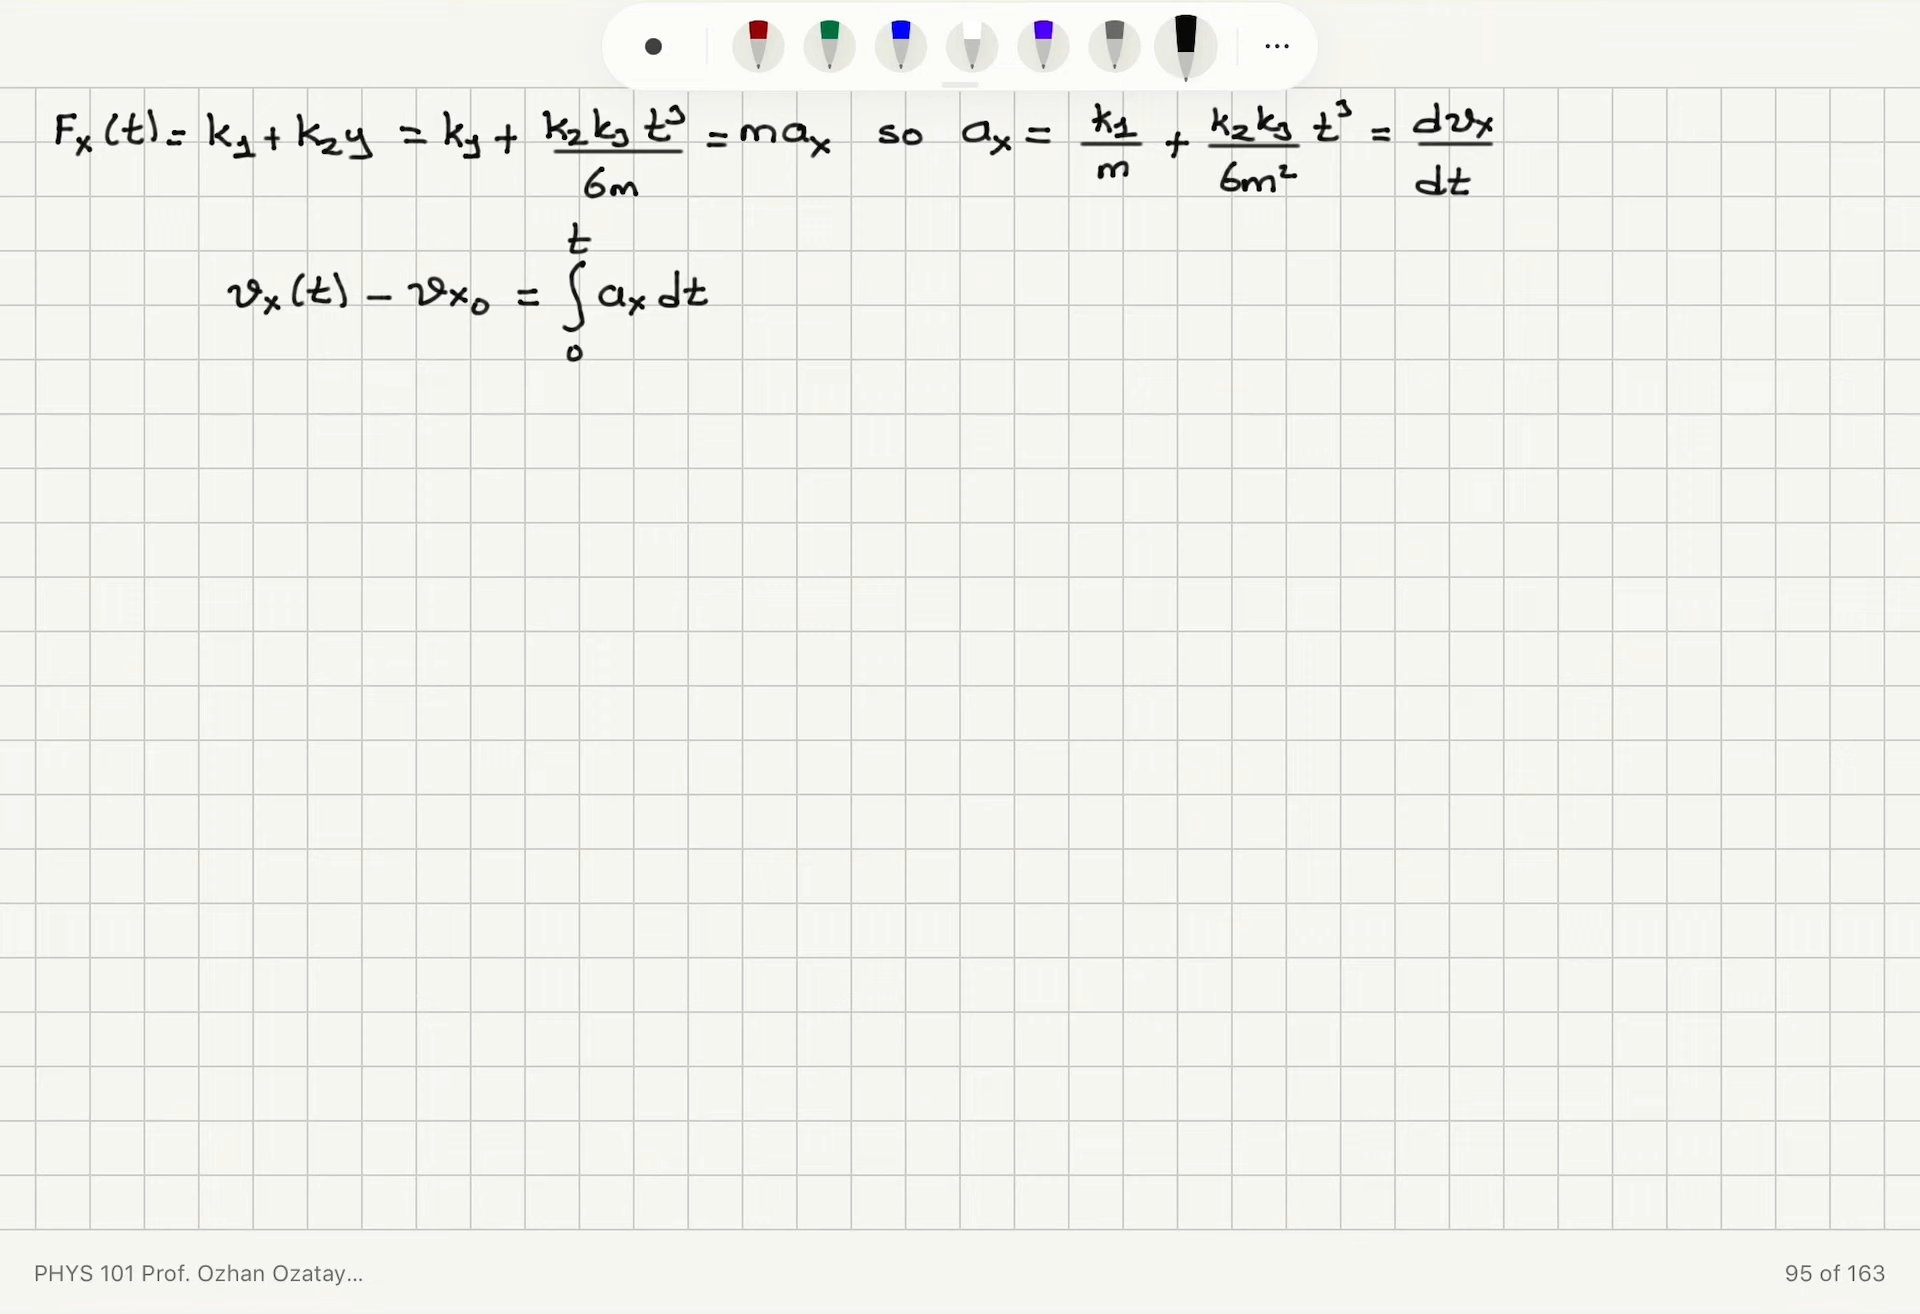 Fx(t) = k1 + k2y = k1 + k2k3t³/6m = max so ax = k1/m + k2k3/6m² t³ = dvx/dt
vx(t) − vx0 = ∫0t ax dt
PHYS 101 Prof. Ozhan Ozatay...
95 of 163